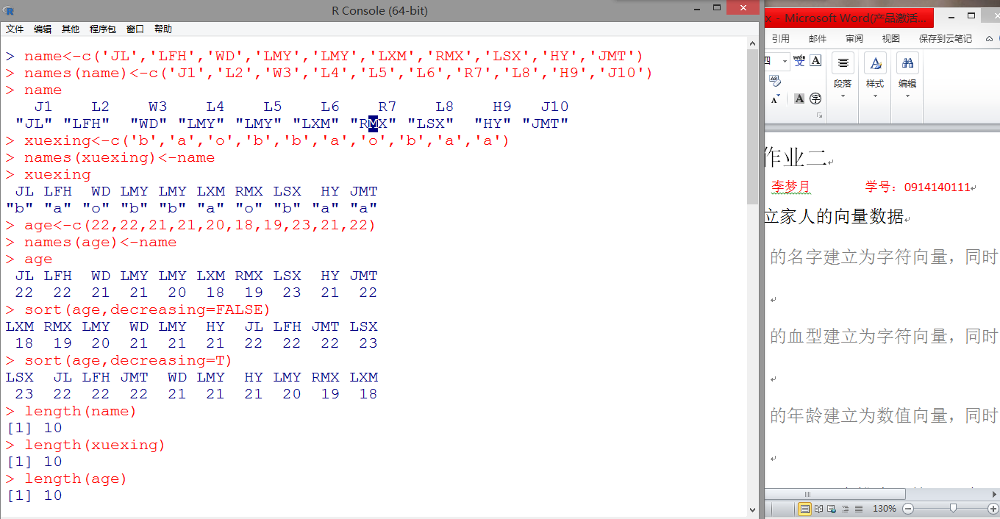 R Console (64-bit)
文件 编辑 其他 程序包 窗口 帮助
> name<-c('JL','LFH','WD','LMY','LMY','LXM','RMX','LSX','HY','JMT')
> names(name)<-c('J1','L2','W3','L4','L5','L6','R7','L8','H9','J10')
> name
J1 L2 W3 L4 L5 L6 R7 L8 H9 J10
"JL" "LFH" "WD" "LMY" "LMY" "LXM" "RMX" "LSX" "HY" "JMT"
> xuexing<-c('b','a','o','b','b','a','o','b','a','a')
> names(xuexing)<-name
> xuexing
JL LFH WD LMY LMY LXM RMX LSX HY JMT
"b" "a" "o" "b" "b" "a" "o" "b" "a" "a"
> age<-c(22,22,21,21,20,18,19,23,21,22)
> names(age)<-name
> age
JL LFH WD LMY LMY LXM RMX LSX HY JMT
22 22 21 21 20 18 19 23 21 22
> sort(age,decreasing=FALSE)
LXM RMX LMY WD LMY HY JL LFH JMT LSX
18 19 20 21 21 21 22 22 22 23
> sort(age,decreasing=T)
LSX JL LFH JMT WD LMY HY LMY RMX LXM
23 22 22 22 21 21 21 20 19 18
> length(name)
[1] 10
> length(xuexing)
[1] 10
> length(age)
[1] 10
x - Microsoft Word(产品激活...
引用 邮件 审阅 视图 保存到云笔记
四 wén 文 A
段落 样式 编辑
A A 字
作业二
李梦月 学号：0914140111
立家人的向量数据
的名字建立为字符向量，同时
的血型建立为字符向量，同时
的年龄建立为数值向量，同时
130%